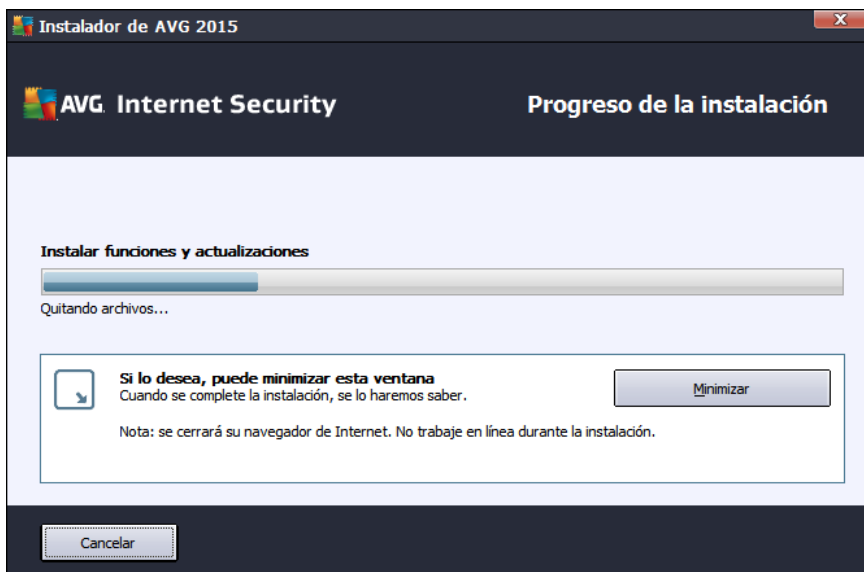 Instalador de AVG 2015
AVG. Internet Security
Progreso de la instalación
Instalar funciones y actualizaciones
Quitando archivos...
Si lo desea, puede minimizar esta ventana
Cuando se complete la instalación, se lo haremos saber.
Minimizar
Nota: se cerrará su navegador de Internet. No trabaje en línea durante la instalación.
Cancelar